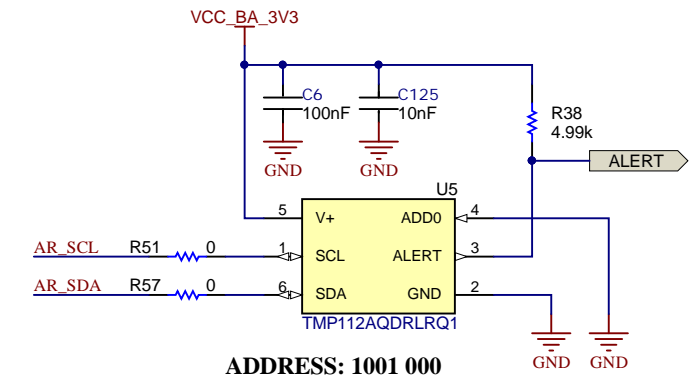 VCC_BA_3V3
C6
100nF
C125
10nF
R38
4.99k
GND
GND
ALERT
U5
5
V+
ADD0
4
AR_SCL
R51
0
1
SCL
ALERT
3
AR_SDA
R57
0
6
SDA
GND
2
TMP112AQDRLRQ1
GND
GND
ADDRESS: 1001 000